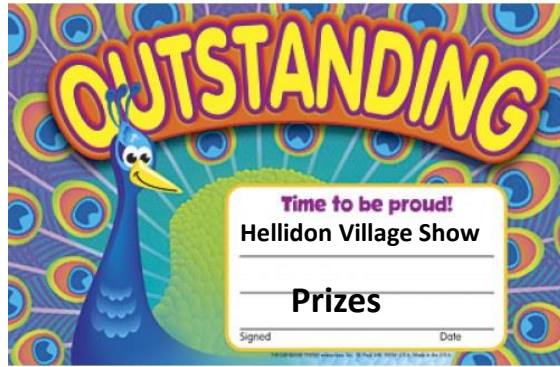 OUTSTANDING
Time to be proud!
Hellidon Village Show
Prizes
Signed Date